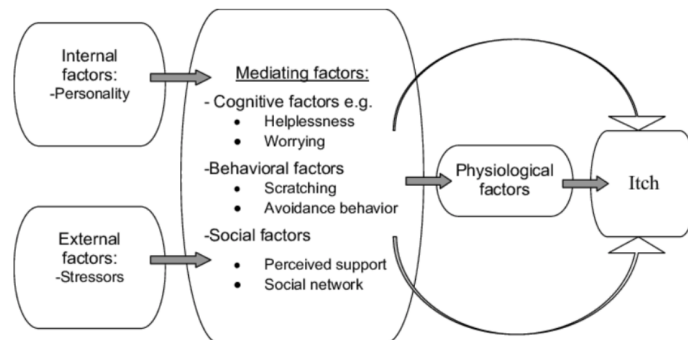 Internal
factors:
-Personality
External
factors:
-Stressors
Mediating factors:
- Cognitive factors e.g.
• Helplessness
• Worrying
-Behavioral factors
• Scratching
• Avoidance behavior
-Social factors
• Perceived support
• Social network
Physiological
factors
Itch